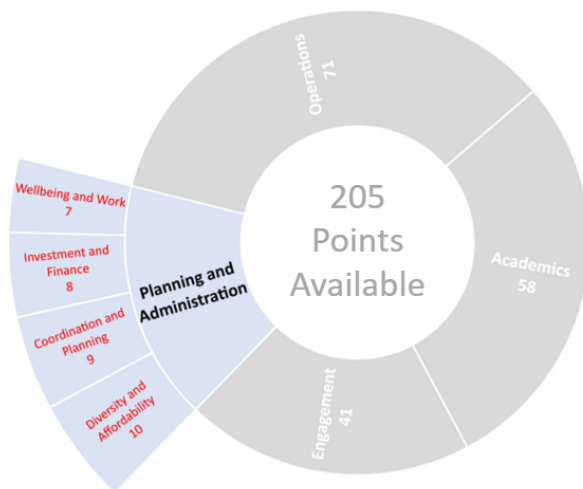 Operations
71
Academics
58
Engagement
41
Planning and
Administration
Wellbeing and Work
7
Investment and
Finance
8
Coordination and
Planning
9
Diversity and
Affordability
10
205
Points
Available